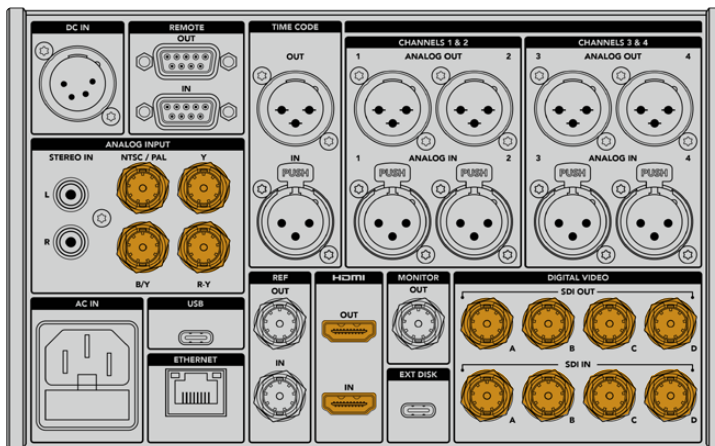 DC IN
REMOTE
OUT
IN
TIME CODE
OUT
IN
PUSH
CHANNELS 1 & 2
1 ANALOG OUT 2
1 ANALOG IN 2
PUSH PUSH
CHANNELS 3 & 4
3 ANALOG OUT 4
3 ANALOG IN 4
PUSH PUSH
ANALOG INPUT
STEREO IN NTSC / PAL Y
L
R
B/Y R-Y
AC IN
USB
ETHERNET
REF
OUT
IN
HDMI
OUT
IN
MONITOR
OUT
EXT DISK
DIGITAL VIDEO
SDI OUT
A B C D
SDI IN
A B C D